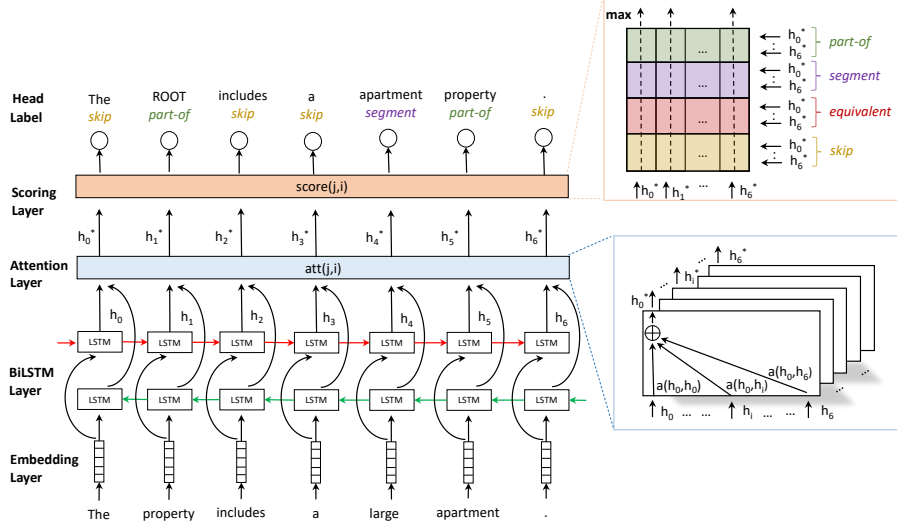 Head
Label
The ROOT includes a apartment property .
skip part-of skip skip segment part-of skip
Scoring
Layer
score(j,i)
h0* h1* h2* h3* h4* h5* h6*
Attention
Layer
att(j,i)
h0 h1 h2 h3 h4 h5 h6
LSTM LSTM LSTM LSTM LSTM LSTM LSTM
BiLSTM
Layer
LSTM LSTM LSTM LSTM LSTM LSTM LSTM
Embedding
Layer
The property includes a large apartment .
max
... h0*
: part-of
h6*
... h0*
: segment
h6*
... h0*
: equivalent
h6*
... h0*
: skip
h6*
h0* h1* ... h6*
h6*
...
hi*
...
h0*
a(h0,h0) a(h0,hi) a(h0,h6)
...
...
h0 ... ... hi ... ... h6